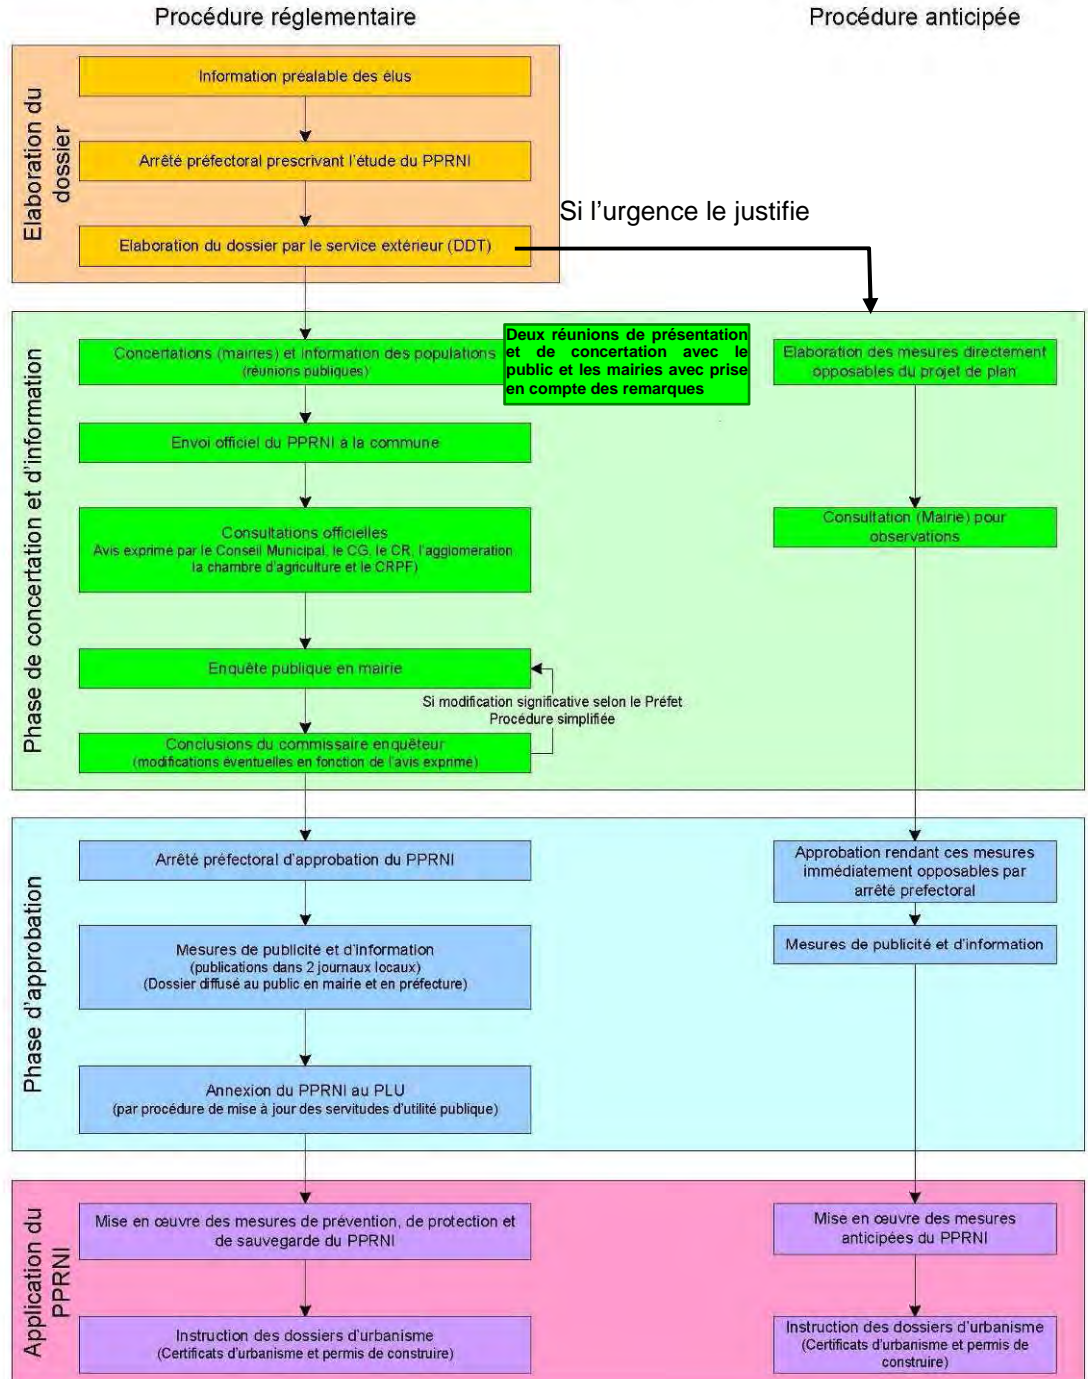 Procédure réglementaire
Procédure anticipée
Elaboration du
dossier
Information préalable des élus
Arrêté préfectoral prescrivant l'étude du PPRNI
Elaboration du dossier par le service extérieur (DDT)
Si l'urgence le justifie
Phase de concertation et d'information
Concertations (mairies) et information des populations
(réunions publiques)
Deux réunions de présentation
et de concertation avec le
public et les mairies avec prise
en compte des remarques
Elaboration des mesures directement
opposables du projet de plan
Envoi officiel du PPRNI à la commune
Consultations officielles
Avis exprimé par le Conseil Municipal, le CG, le CR, l'agglomération
la chambre d'agriculture et le CRPF)
Consultation (Mairie) pour
observations
Enquête publique en mairie
Si modification significative selon le Préfet
Procédure simplifiée
Conclusions du commissaire enquêteur
(modifications éventuelles en fonction de l'avis exprimé)
Phase d'approbation
Arrêté préfectoral d'approbation du PPRNI
Approbation rendant ces mesures
immédiatement opposables par
arrêté prefectoral
Mesures de publicité et d'information
(publications dans 2 journaux locaux)
(Dossier diffusé au public en mairie et en préfecture)
Mesures de publicité et d'information
Annexion du PPRNI au PLU
(par procédure de mise à jour des servitudes d'utilité publique)
Application du
PPRNI
Mise en œuvre des mesures de prévention, de protection et
de sauvegarde du PPRNI
Mise en œuvre des mesures
anticipées du PPRNI
Instruction des dossiers d'urbanisme
(Certificats d'urbanisme et permis de construire)
Instruction des dossiers d'urbanisme
(Certificats d'urbanisme et permis de
construire)